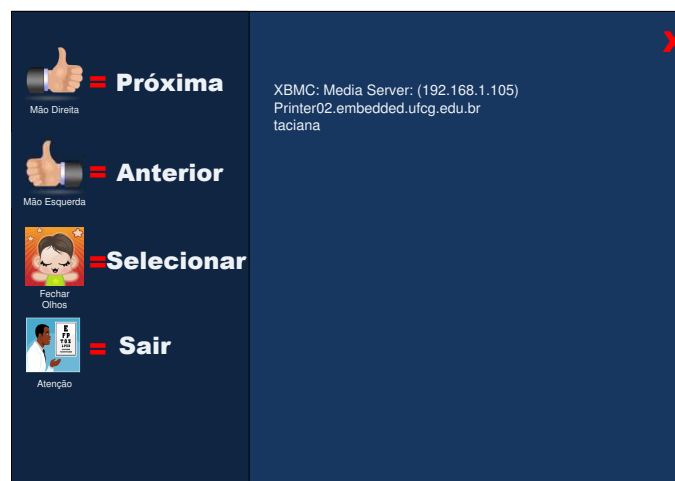 = Próxima
Mão Direita
= Anterior
Mão Esquerda
=Selecionar
Fechar
Olhos
E
F P
T O Z
= Sair
Atenção
XBMC: Media Server: (192.168.1.105)
Printer02.embedded.ufcg.edu.br
taciana